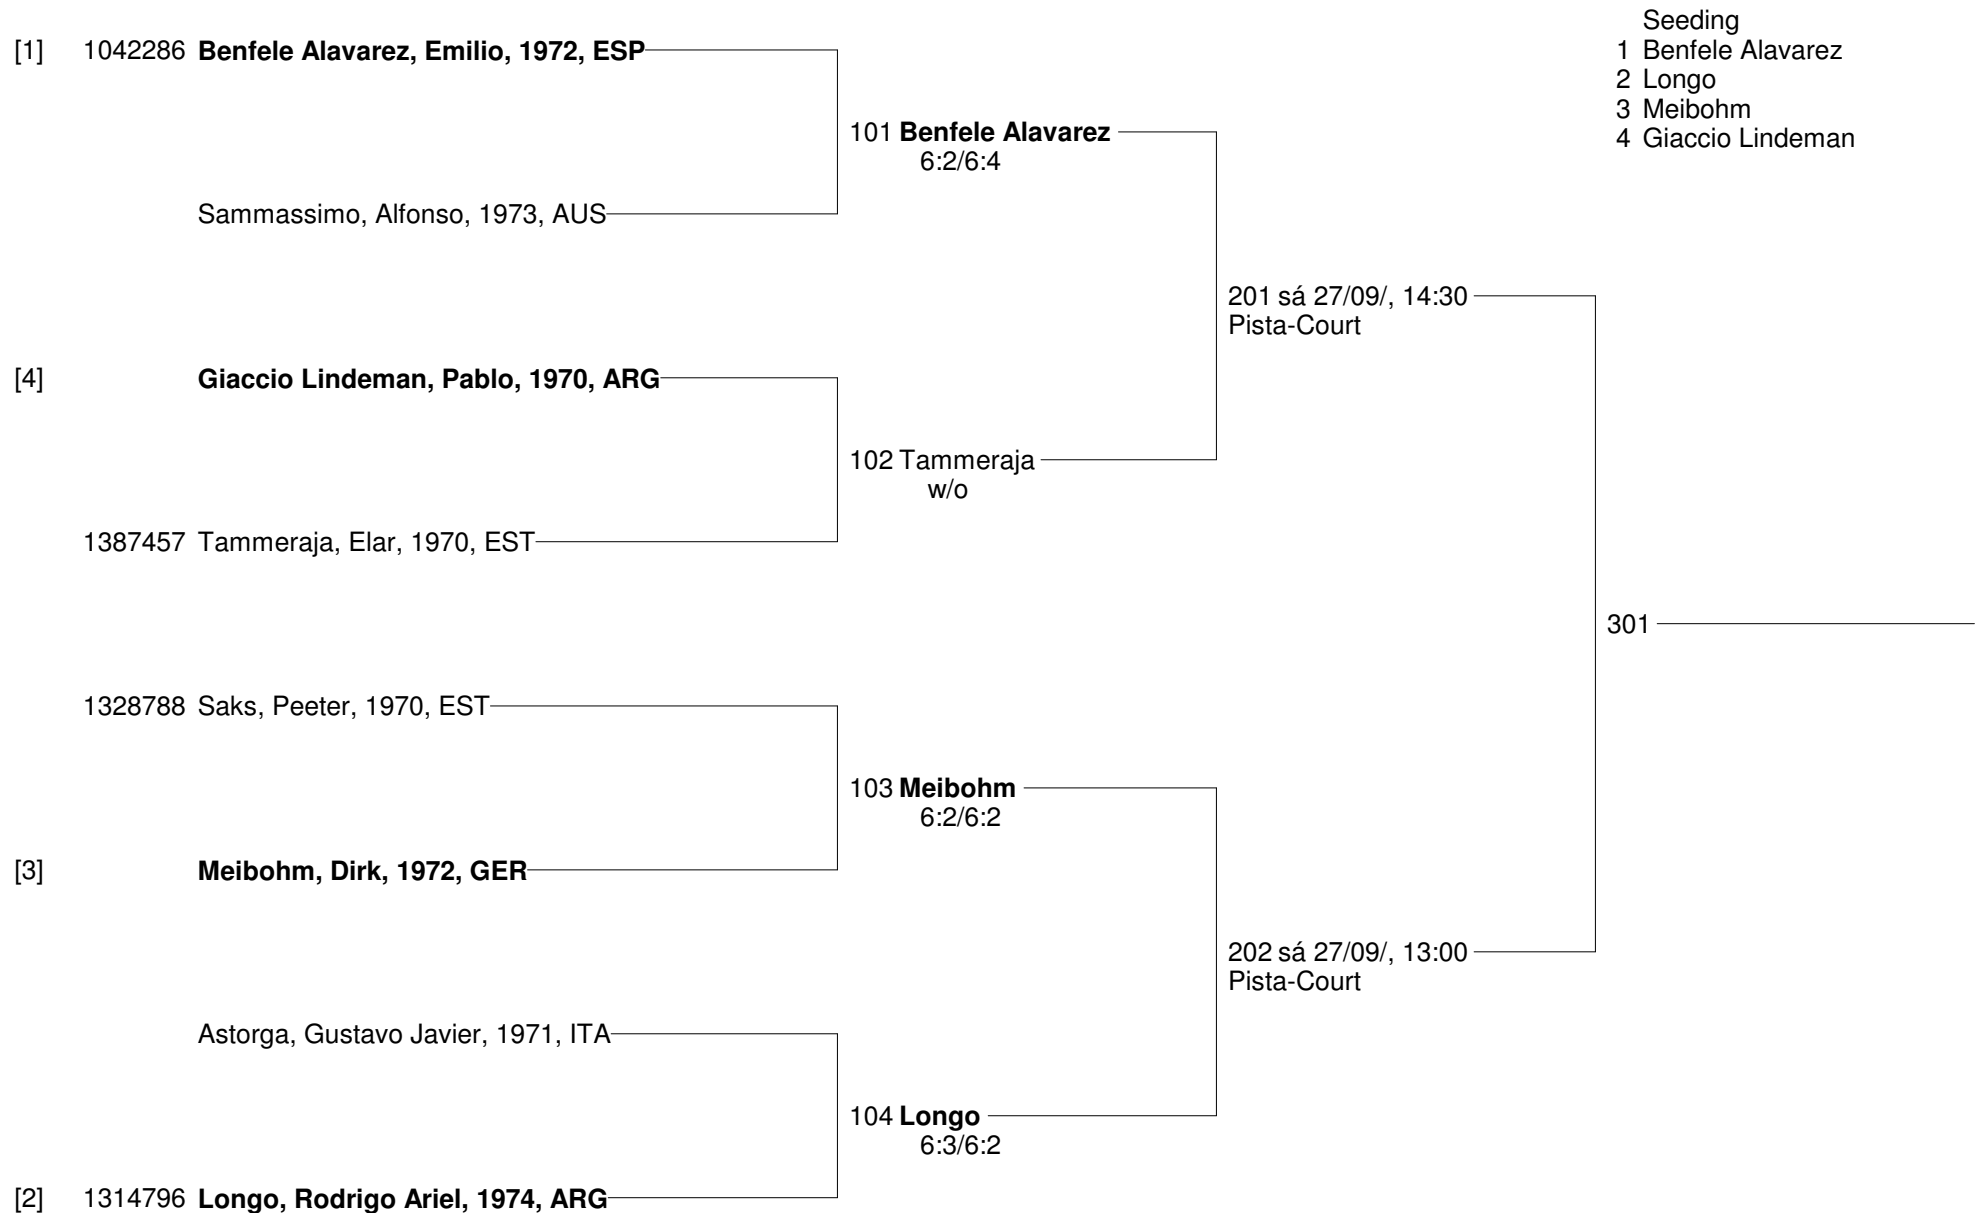 Seeding
1 Benfele Alavarez
2 Longo
3 Meibohm
4 Giaccio Lindeman
[1] 1042286 Benfele Alavarez, Emilio, 1972, ESP
101 Benfele Alavarez
6:2/6:4
Sammassimo, Alfonso, 1973, AUS
201 sá 27/09/, 14:30
Pista-Court
[4] Giaccio Lindeman, Pablo, 1970, ARG
102 Tammeraja
w/o
1387457 Tammeraja, Elar, 1970, EST
301
1328788 Saks, Peeter, 1970, EST
103 Meibohm
6:2/6:2
[3] Meibohm, Dirk, 1972, GER
202 sá 27/09/, 13:00
Pista-Court
Astorga, Gustavo Javier, 1971, ITA
104 Longo
6:3/6:2
[2] 1314796 Longo, Rodrigo Ariel, 1974, ARG